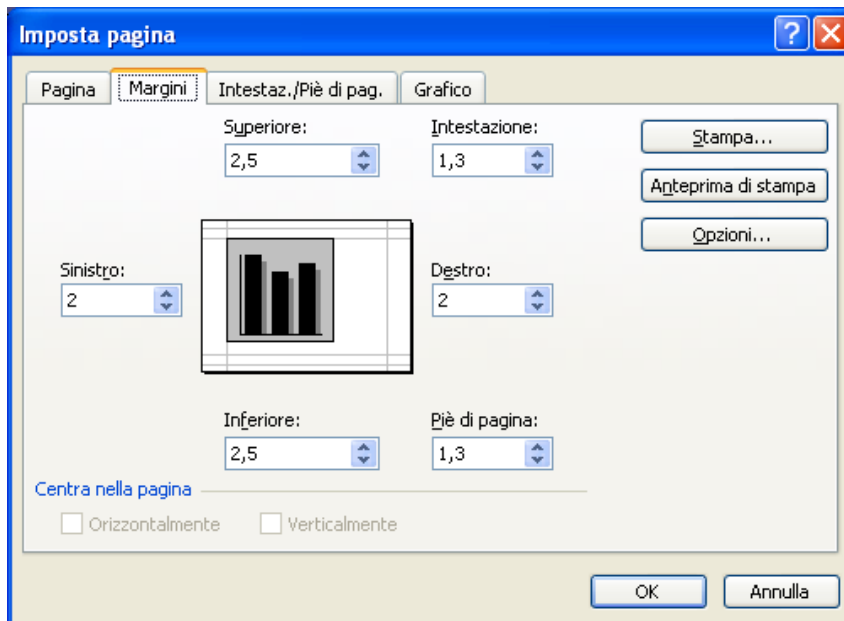 Imposta pagina
Pagina Margini Intestaz./Piè di pag. Grafico
Superiore: Intestazione:
2,5 1,3
Stampa...
Anteprima di stampa
Opzioni...
Sinistro: Destro:
2 2
Inferiore: Piè di pagina:
2,5 1,3
Centra nella pagina
Orizzontalmente Verticalmente
OK Annulla